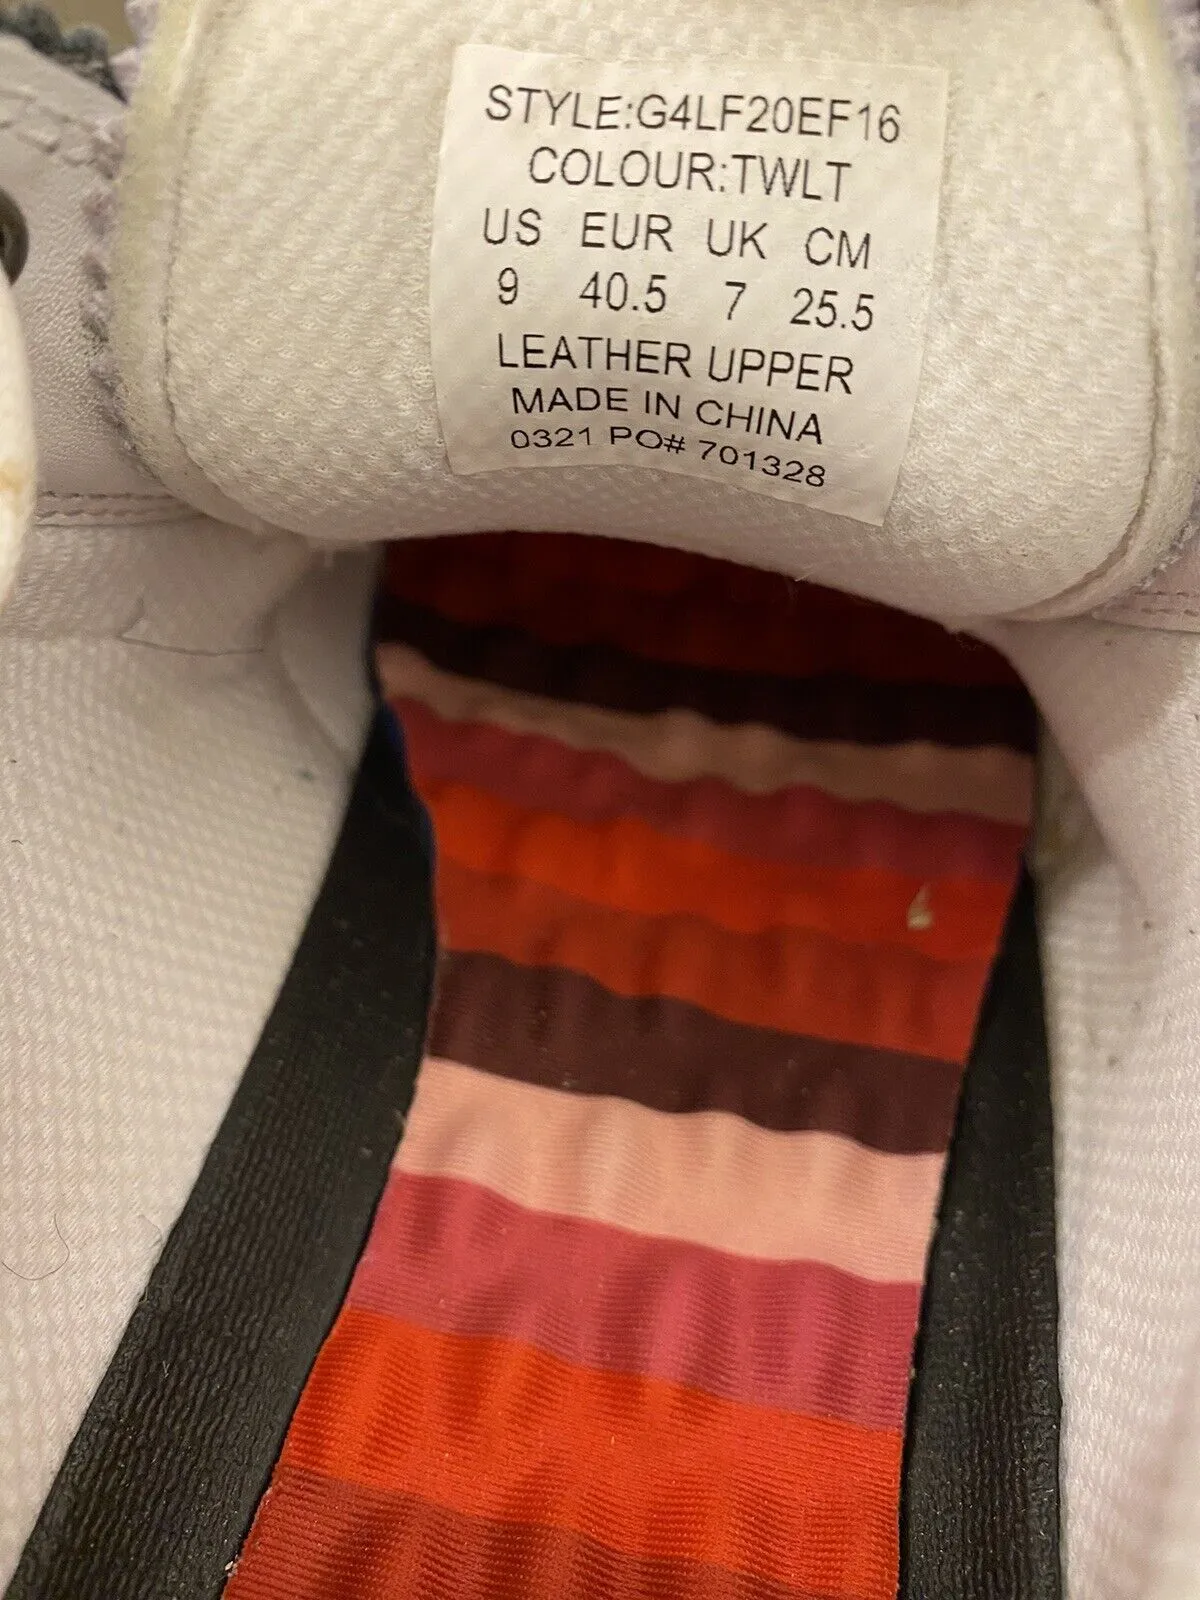 STYLE:G4LF20EF16
COLOUR:TWLT
US EUR UK CM
9 40.5 7 25.5
LEATHER UPPER
MADE IN CHINA
0321 PO# 701328